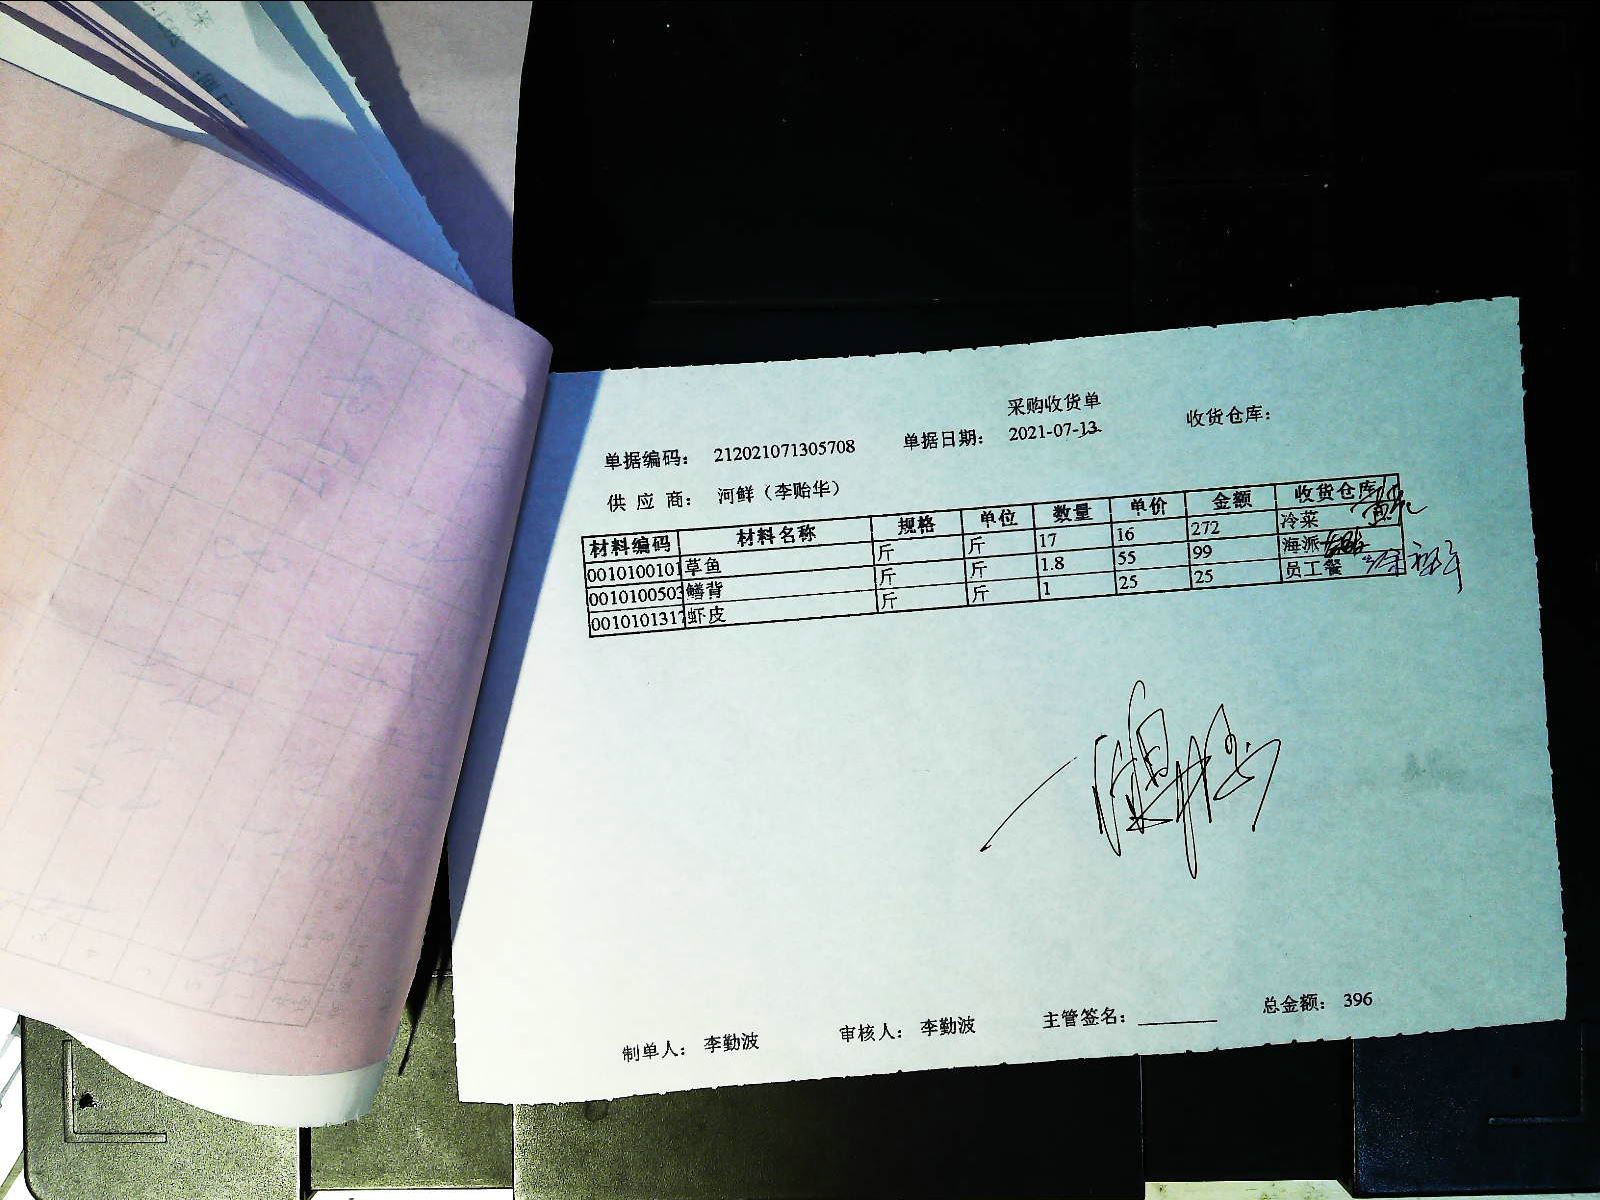 采购收货单
单据编码： 212021071305708 单据日期： 2021-07-13 收货仓库：
供 应 商： 河鲜（李贻华）
材料编码 材料名称 规格 单位 数量 单价 金额 收货仓库
0010100101 草鱼 斤 斤 17 16 272 冷菜
0010100503 鳝背 斤 斤 1.8 55 99 海派
0010101317 虾皮 斤 斤 1 25 25 员工餐
制单人： 李勤波 审核人： 李勤波 主管签名： 总金额： 396